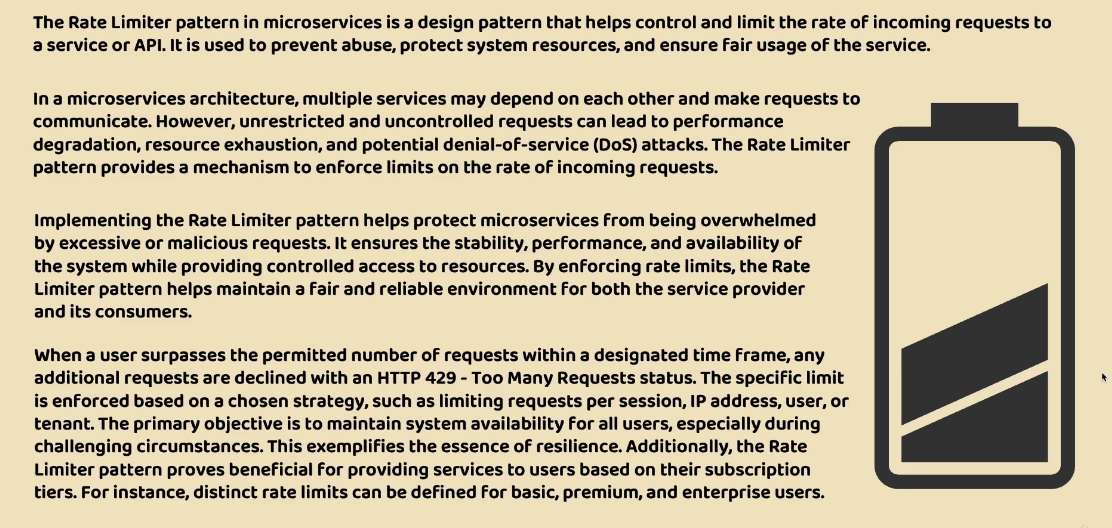 The Rate Limiter pattern in microservices is a design pattern that helps control and limit the rate of incoming requests to
a service or API. It is used to prevent abuse, protect system resources, and ensure fair usage of the service.
In a microservices architecture, multiple services may depend on each other and make requests to
communicate. However, unrestricted and uncontrolled requests can lead to performance
degradation, resource exhaustion, and potential denial-of-service (DoS) attacks. The Rate Limiter
pattern provides a mechanism to enforce limits on the rate of incoming requests.
Implementing the Rate Limiter pattern helps protect microservices from being overwhelmed
by excessive or malicious requests. It ensures the stability, performance, and availability of
the system while providing controlled access to resources. By enforcing rate limits, the Rate
Limiter pattern helps maintain a fair and reliable environment for both the service provider
and its consumers.
When a user surpasses the permitted number of requests within a designated time frame, any
additional requests are declined with an HTTP 429 - Too Many Requests status. The specific limit
is enforced based on a chosen strategy, such as limiting requests per session, IP address, user, or
tenant. The primary objective is to maintain system availability for all users, especially during
challenging circumstances. This exemplifies the essence of resilience. Additionally, the Rate
Limiter pattern proves beneficial for providing services to users based on their subscription
tiers. For instance, distinct rate limits can be defined for basic, premium, and enterprise users.